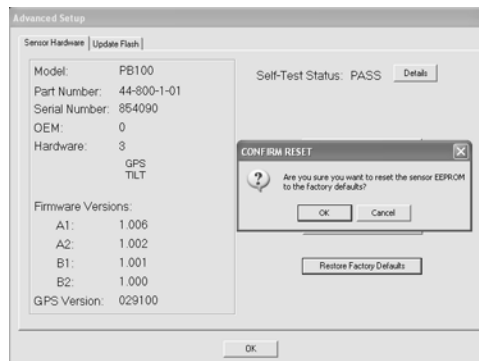 Advanced Setup
Sensor Hardware
Update Flash
Model: PB100
Part Number: 44-800-1-01
Serial Number: 854090
OEM: 0
Hardware: 3
GPS
TILT
Firmware Versions:
A1: 1.006
A2: 1.002
B1: 1.001
B2: 1.000
GPS Version: 029100
Self-Test Status: PASS
Details
CONFIRM RESET
Are you sure you want to reset the sensor EEPROM
to the factory defaults?
OK
Cancel
Restore Factory Defaults
OK